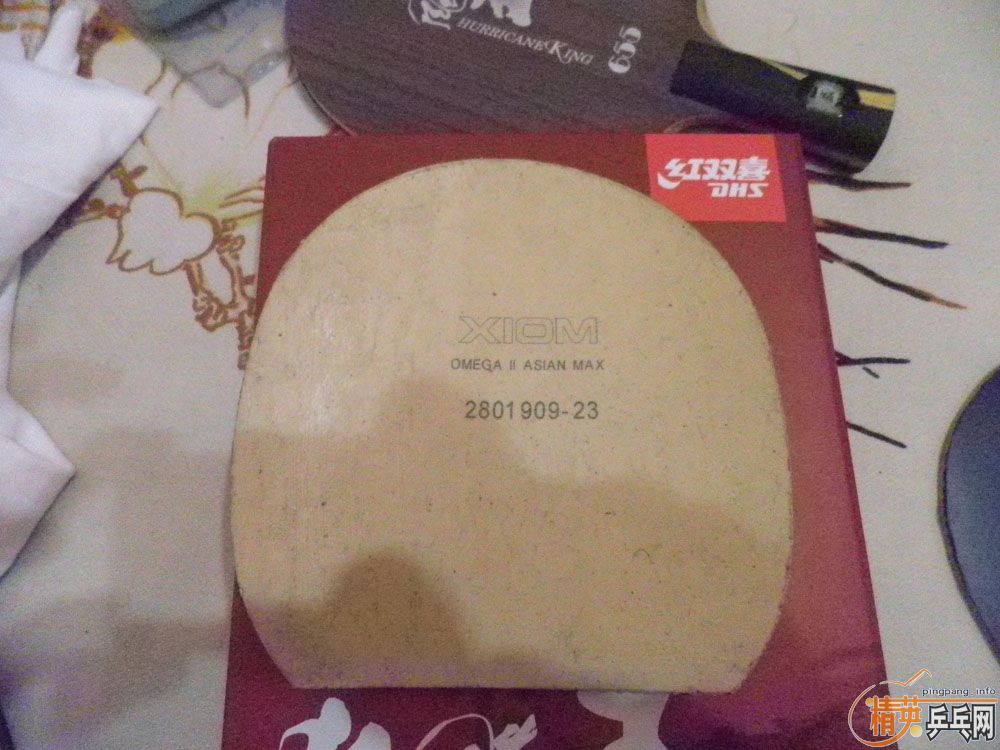 HURRICANE KING
655
红双喜
DHS
XIOM
OMEGA II ASIAN MAX
2801909-23
pingpang.info
精英乒乓网